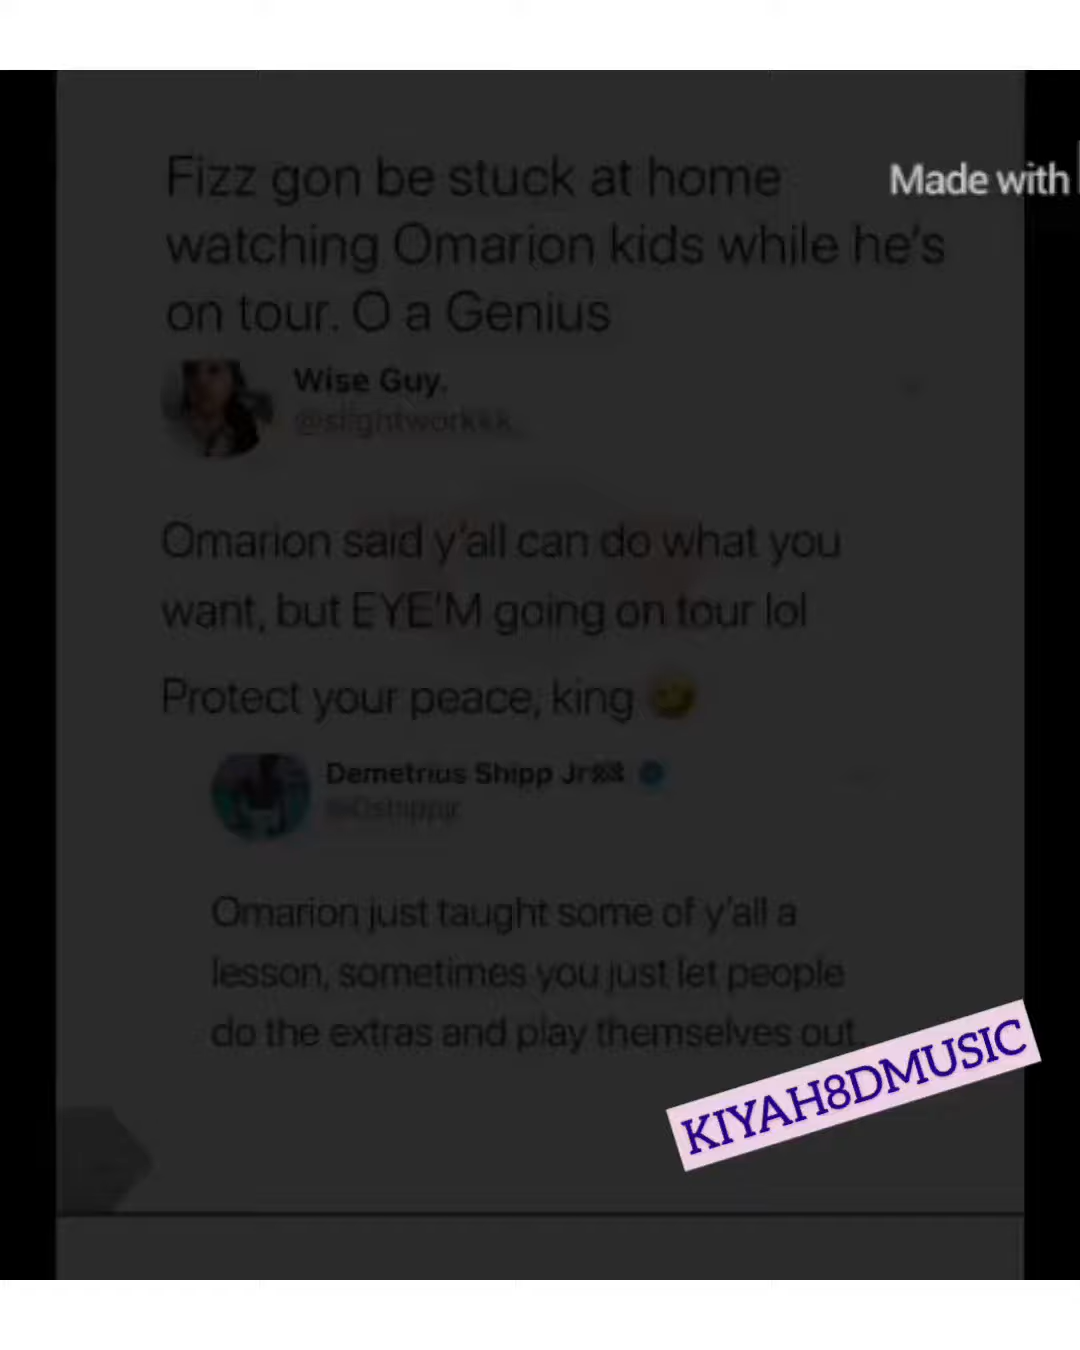 Fizz gon be stuck at home
Made with
watching Omarion kids while he's
on tour. O a Genius
Wise Guy.
Omarion said y'all can do what you
want, but EYE'M going on tour lol
Protect your peace, king 🤣
Demetrius Shipp Jr
@Dshippjr
Omarion just taught some of y'all a
lesson, sometimes you just let people
do the extras and play themselves out.
KIYAH8DMUSIC